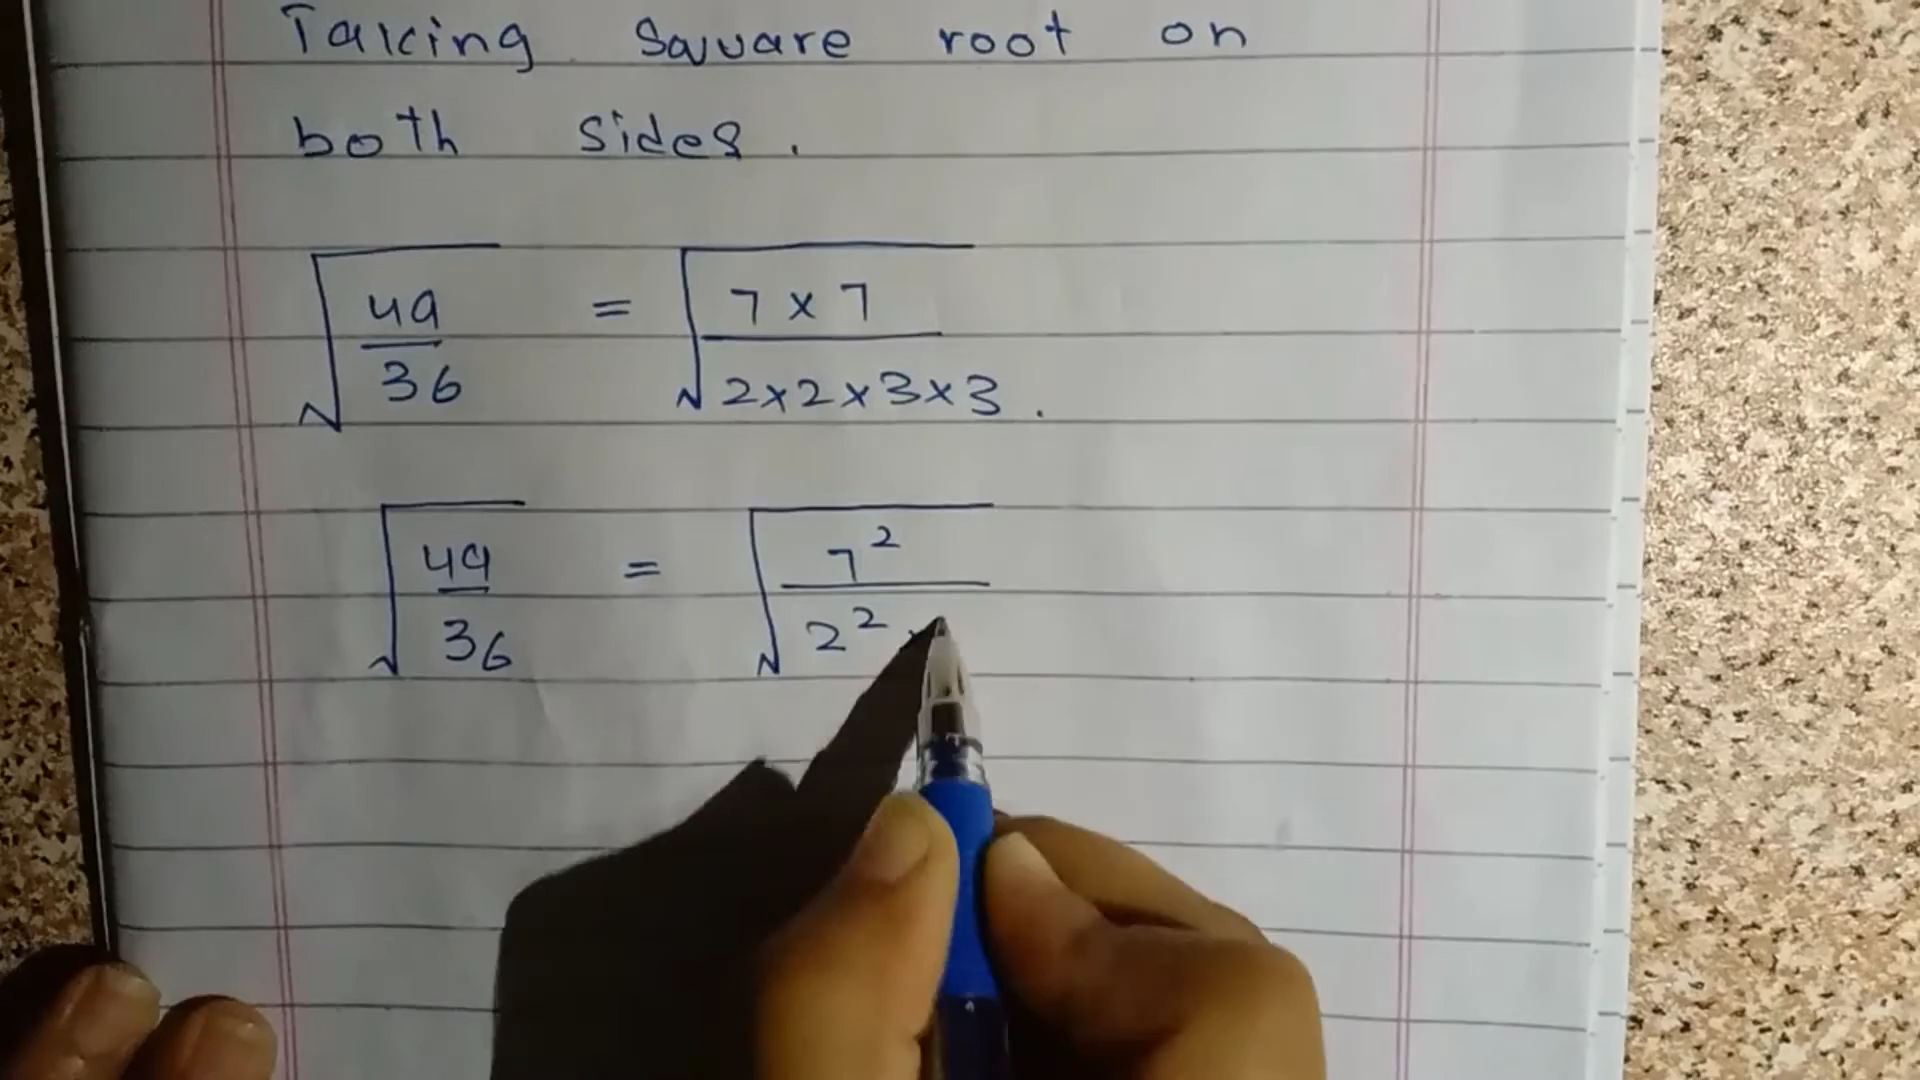 Taking Square root on
both sides.
√(49/36) = √((7 × 7)/(2×2×3×3)).
√(49/36) = √(7²/2² ×